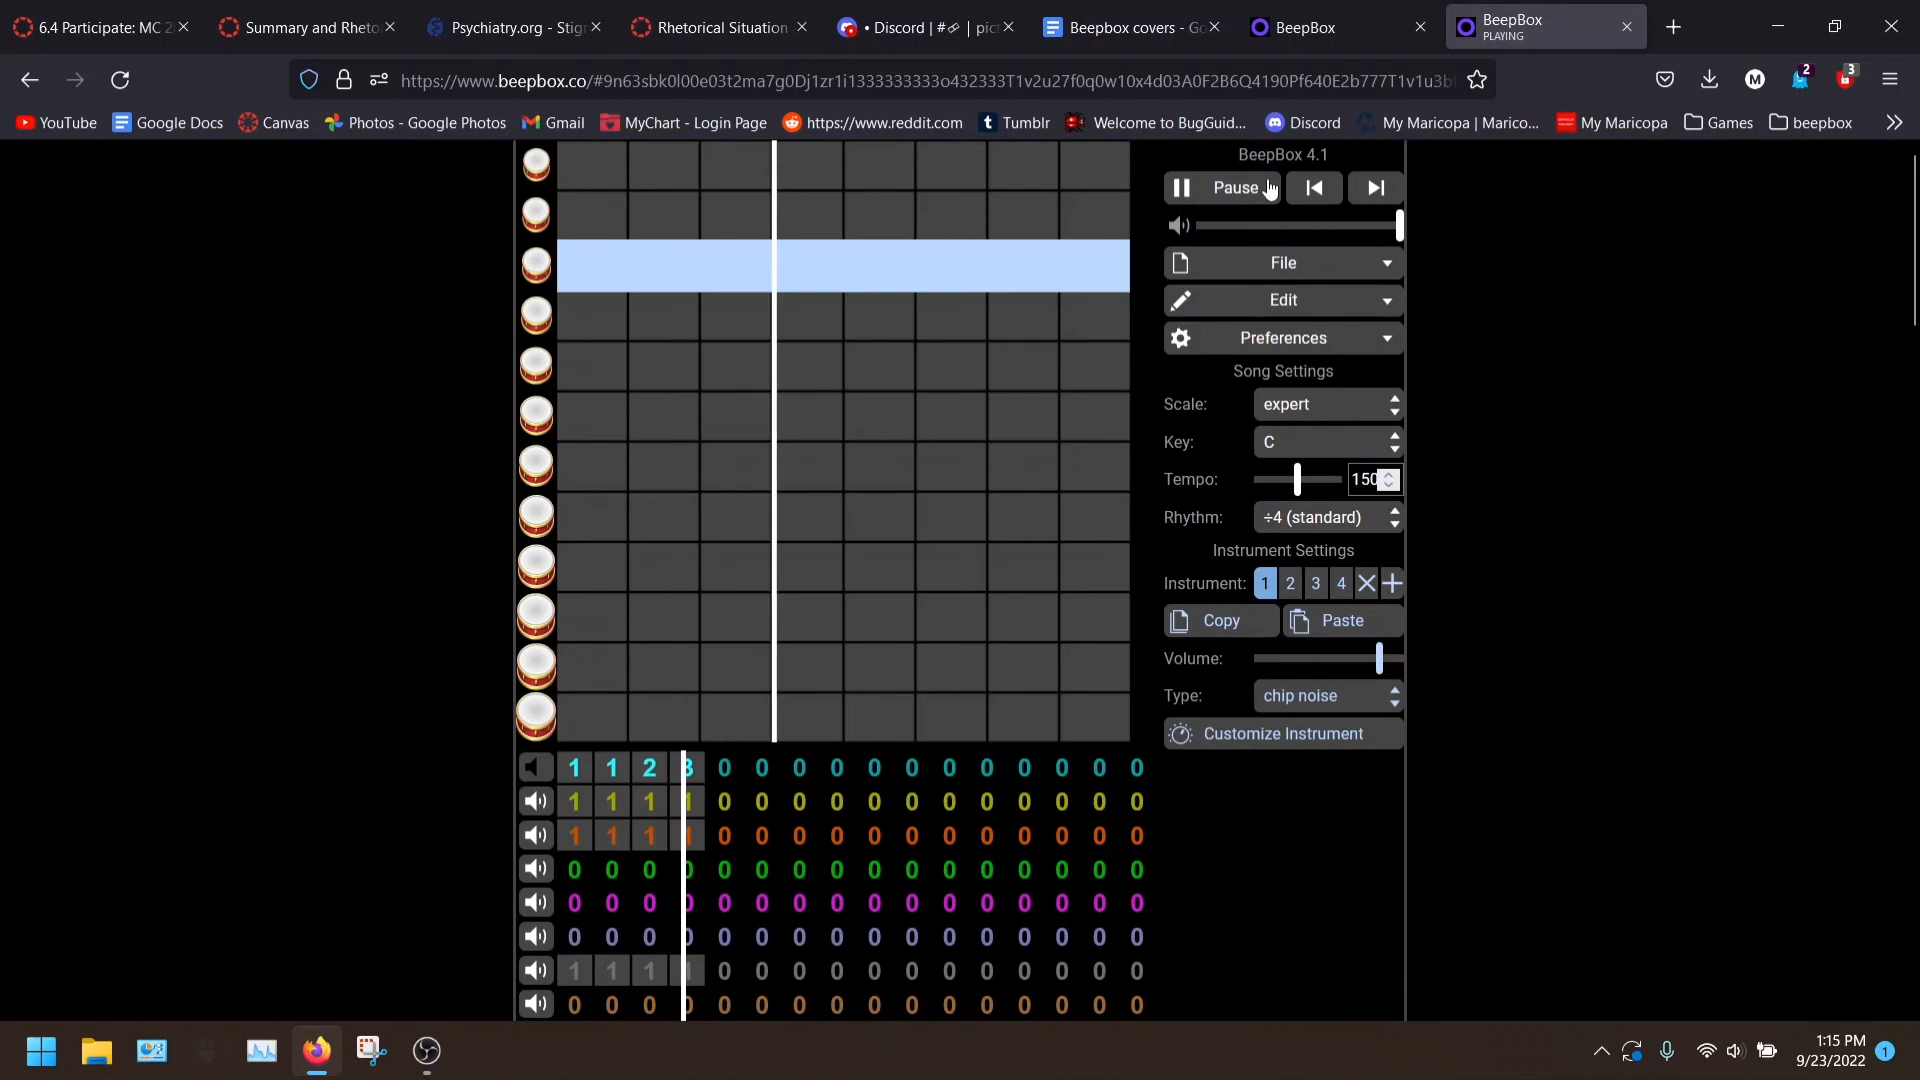 6.4 Participate: MC 2
Summary and Rheto
Psychiatry.org - Stig
Rhetorical Situation
• Discord | # | pict
Beepbox covers - Go
BeepBox
BeepBox
PLAYING
https://www.beepbox.co/#9n63sbk0l00e03t2ma7g0Dj1zr1i1333333333o432333T1v2u27f0q0w10x4d03A0F2B6Q4190Pf640E2b777T1v1u3b
M
2
3
YouTube
Google Docs
Canvas
Photos - Google Photos
Gmail
MyChart - Login Page
https://www.reddit.com
Tumblr
Welcome to BugGuid...
Discord
My Maricopa | Marico...
My Maricopa
Games
beepbox
BeepBox 4.1
Pause
File
Edit
Preferences
Song Settings
Scale: expert
Key: C
Tempo: 150
Rhythm: ÷4 (standard)
Instrument Settings
Instrument: 1 2 3 4
Copy Paste
Volume:
Type: chip noise
Customize Instrument
1 1 2 3 0 0 0 0 0 0 0 0 0 0 0 0
1 1 1 1 0 0 0 0 0 0 0 0 0 0 0 0
1 1 1 1 0 0 0 0 0 0 0 0 0 0 0 0
0 0 0 0 0 0 0 0 0 0 0 0 0 0 0 0
0 0 0 0 0 0 0 0 0 0 0 0 0 0 0 0
0 0 0 0 0 0 0 0 0 0 0 0 0 0 0 0
1 1 1 1 0 0 0 0 0 0 0 0 0 0 0 0
0 0 0 0 0 0 0 0 0 0 0 0 0 0 0 0
1:15 PM
9/23/2022
1